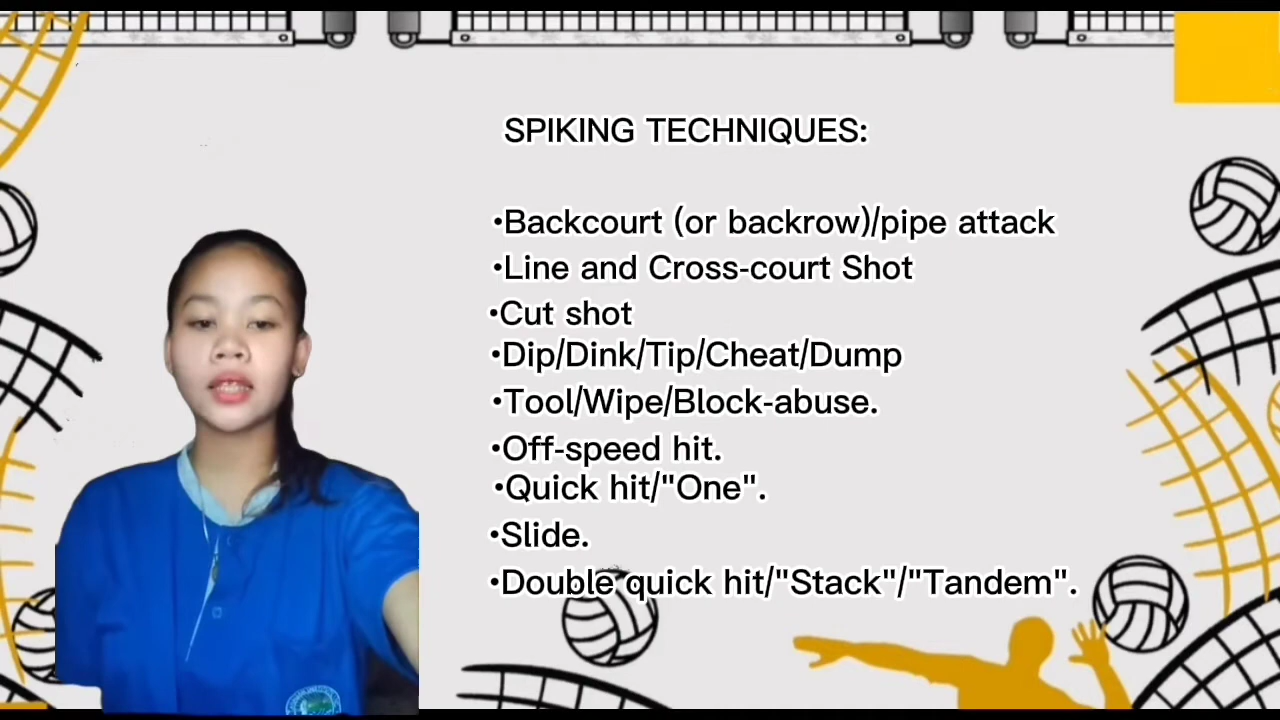 SPIKING TECHNIQUES:
•Backcourt (or backrow)/pipe attack
•Line and Cross-court Shot
•Cut shot
•Dip/Dink/Tip/Cheat/Dump
•Tool/Wipe/Block-abuse.
•Off-speed hit.
•Quick hit/"One".
•Slide.
•Double quick hit/"Stack"/"Tandem".